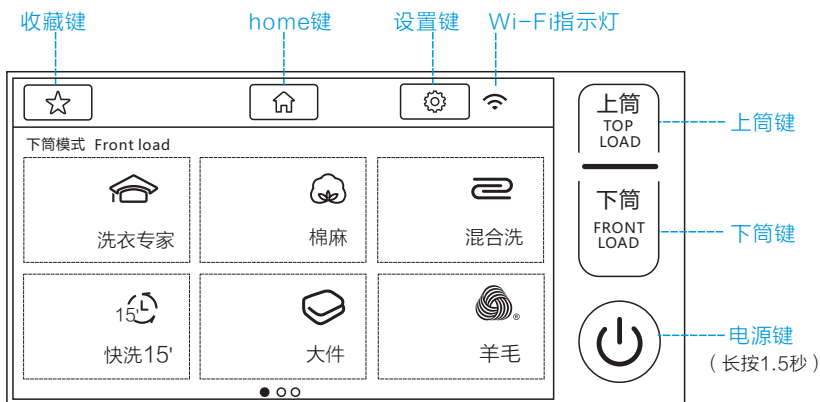 收藏键 home键 设置键 Wi-Fi指示灯
上筒
TOP
LOAD
上筒键
下筒模式 Front load
洗衣专家 棉麻 混合洗
下筒
FRONT
LOAD
下筒键
15'
快洗15' 大件 羊毛
®
电源键
（长按1.5秒）